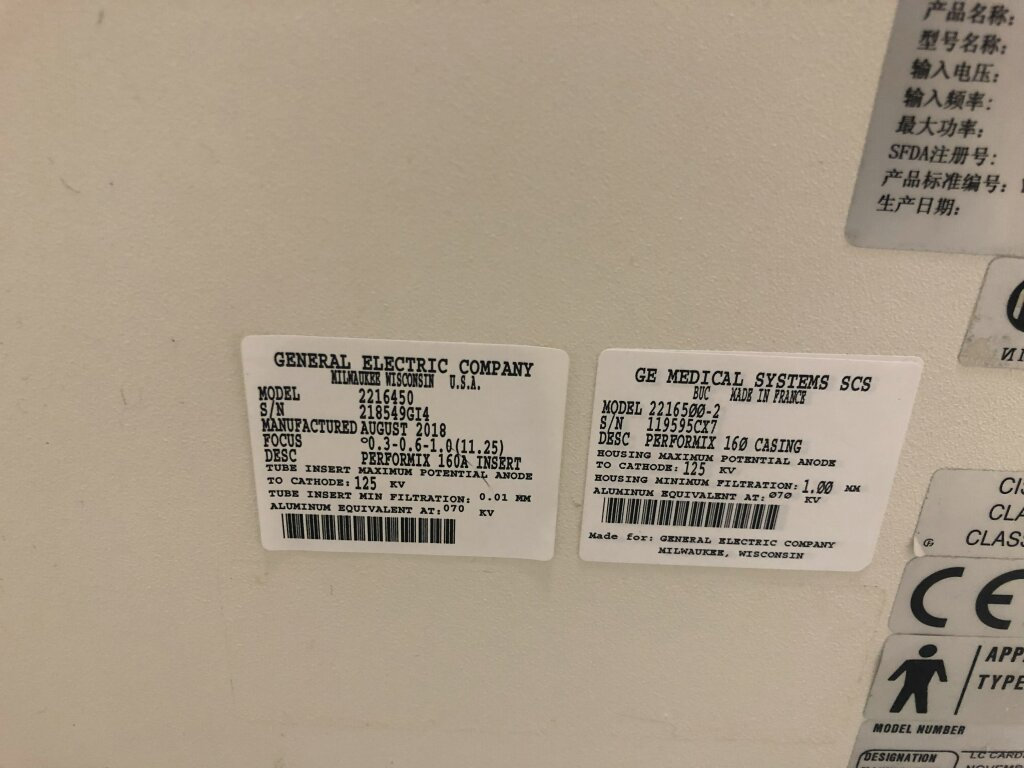 GENERAL ELECTRIC COMPANY
MILWAUKEE WISCONSIN U.S.A.
MODEL 2216450
S/N 218549GI4
MANUFACTURED AUGUST 2018
FOCUS °0.3-0.6-1.0(11.25)
DESC PERFORMIX 160A INSERT
TUBE INSERT MAXIMUM POTENTIAL ANODE
TO CATHODE: 125 KV
TUBE INSERT MIN FILTRATION: 0.01 MM
ALUMINUM EQUIVALENT AT: 070 KV
GE MEDICAL SYSTEMS SCS
BUC MADE IN FRANCE
MODEL 2216500-2
S/N 119595CX7
DESC PERFORMIX 160 CASING
HOUSING MAXIMUM POTENTIAL ANODE
TO CATHODE: 125 KV
HOUSING MINIMUM FILTRATION: 1.00 MM
ALUMINUM EQUIVALENT AT: 070 KV
Made for: GENERAL ELECTRIC COMPANY
MILWAUKEE, WISCONSIN
产品名称:
型号名称:
输入电压:
输入频率:
最大功率:
SFDA注册号:
产品标准编号:
生产日期:
CLASS
CE
TYPE
MODEL NUMBER
DESIGNATION